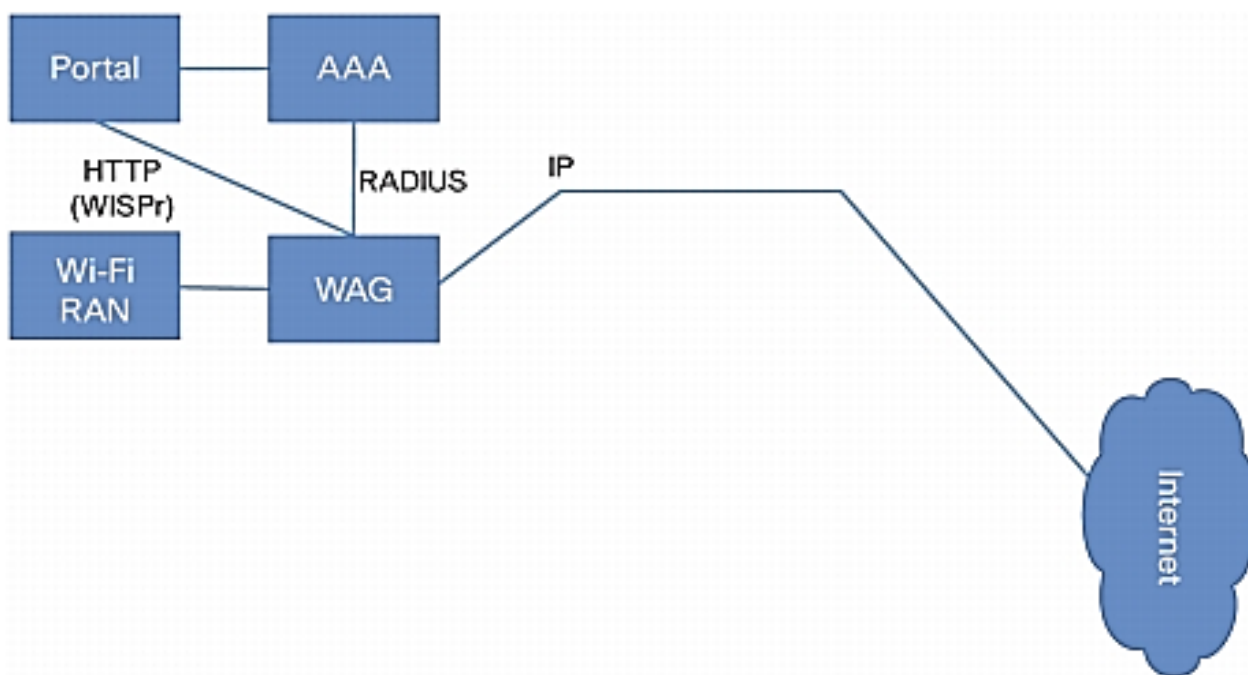 Portal
AAA
HTTP
(WISPr)
RADIUS
IP
Wi-Fi
RAN
WAG
Internet